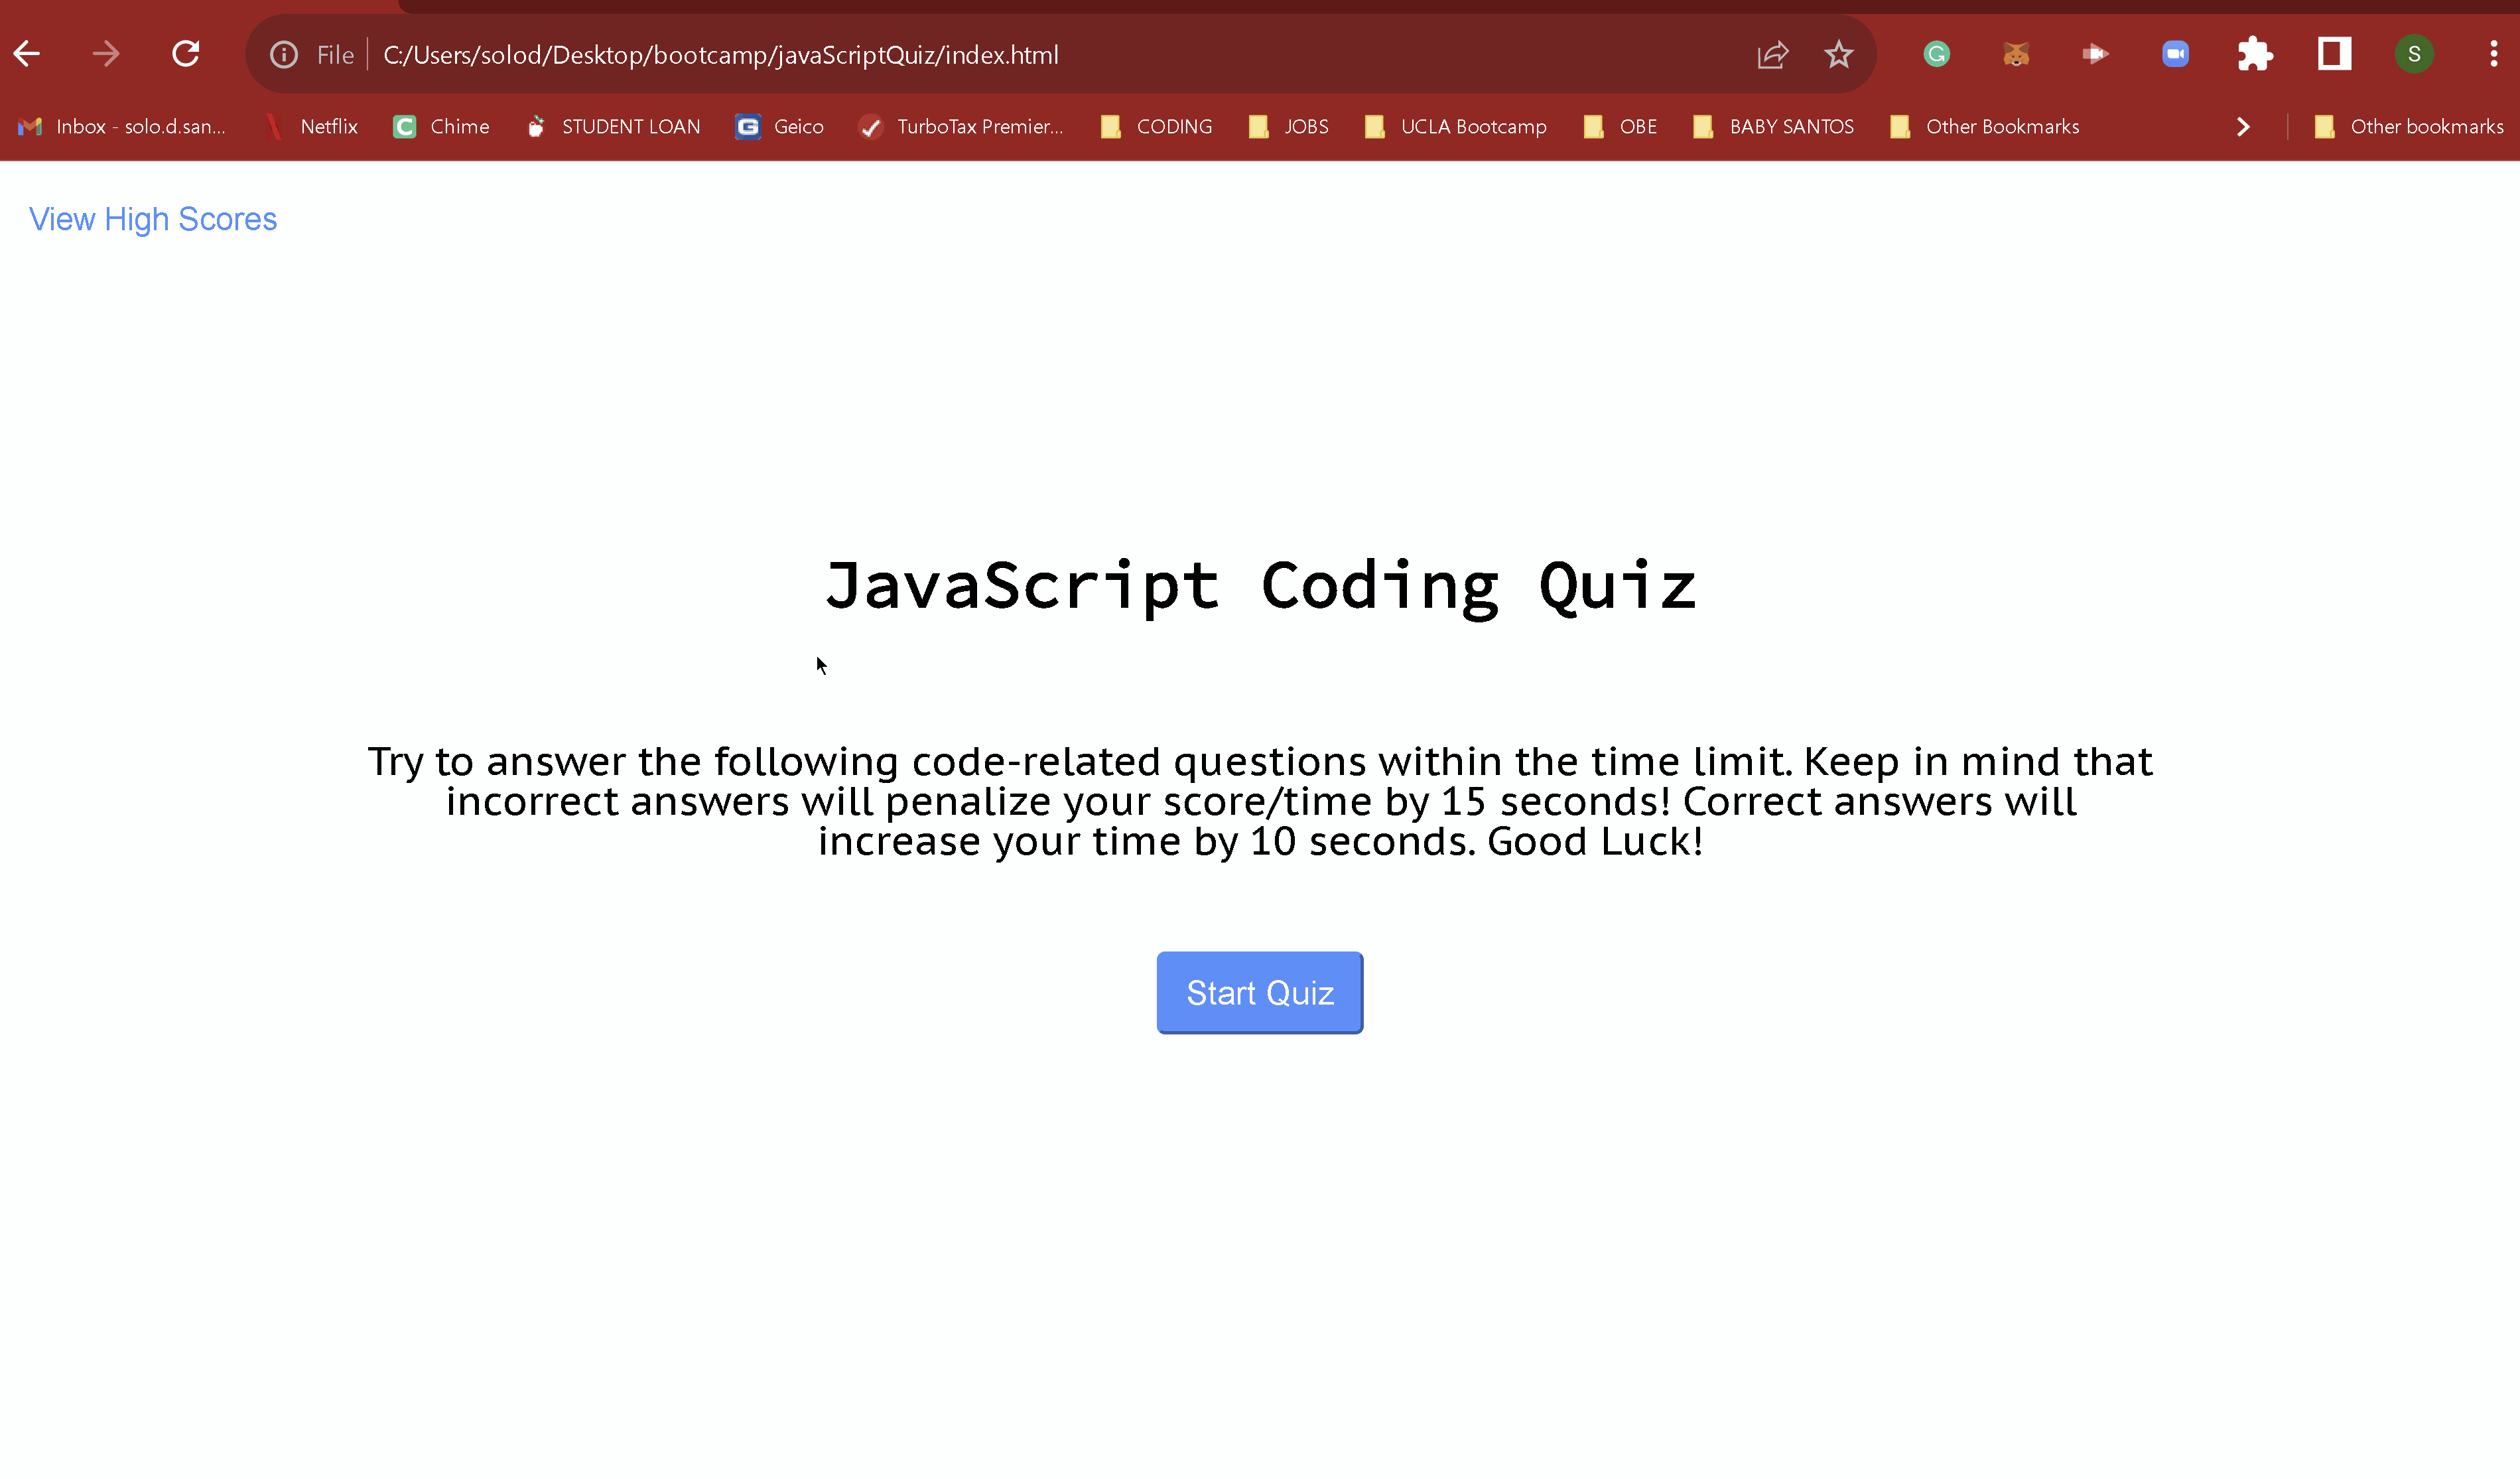 File C:/Users/solod/Desktop/bootcamp/javaScriptQuiz/index.html S
Inbox - solo.d.san... Netflix Chime STUDENT LOAN Geico TurboTax Premier... CODING JOBS UCLA Bootcamp OBE BABY SANTOS Other Bookmarks Other bookmarks
View High Scores
JavaScript Coding Quiz
Try to answer the following code-related questions within the time limit. Keep in mind that
incorrect answers will penalize your score/time by 15 seconds! Correct answers will
increase your time by 10 seconds. Good Luck!
Start Quiz